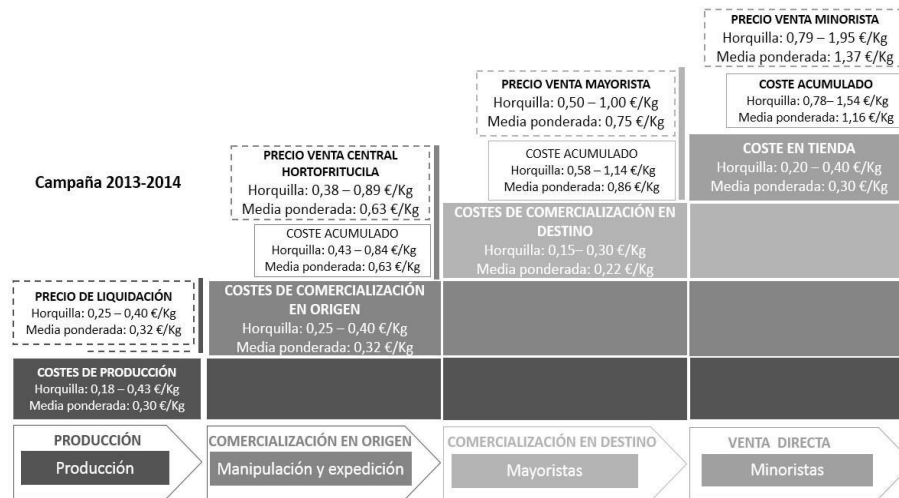 PRECIO VENTA MINORISTA
Horquilla: 0,79 – 1,95 €/Kg
Media ponderada: 1,37 €/Kg
COSTE ACUMULADO
Horquilla: 0,78– 1,54 €/Kg
Media ponderada: 1,16 €/Kg
COSTE EN TIENDA
Horquilla: 0,20 – 0,40 €/Kg
Media ponderada: 0,30 €/Kg
PRECIO VENTA MAYORISTA
Horquilla: 0,50 – 1,00 €/Kg
Media ponderada: 0,75 €/Kg
COSTE ACUMULADO
Horquilla: 0,58 – 1,14 €/Kg
Media ponderada: 0,86 €/Kg
COSTES DE COMERCIALIZACIÓN EN
DESTINO
Horquilla: 0,15– 0,30 €/Kg
Media ponderada: 0,22 €/Kg
Campaña 2013-2014
PRECIO VENTA CENTRAL
HORTOFRITUCILA
Horquilla: 0,38 – 0,89 €/Kg
Media ponderada: 0,63 €/Kg
COSTE ACUMULADO
Horquilla: 0,43 – 0,84 €/Kg
Media ponderada: 0,63 €/Kg
COSTES DE COMERCIALIZACIÓN
EN ORIGEN
Horquilla: 0,25 – 0,40 €/Kg
Media ponderada: 0,32 €/Kg
PRECIO DE LIQUIDACIÓN
Horquilla: 0,25 – 0,40 €/Kg
Media ponderada: 0,32 €/Kg
COSTES DE PRODUCCIÓN
Horquilla: 0,18 – 0,43 €/Kg
Media ponderada: 0,30 €/Kg
PRODUCCIÓN
Producción
COMERCIALIZACIÓN EN ORIGEN
Manipulación y expedición
COMERCIALIZACIÓN EN DESTINO
Mayoristas
VENTA DIRECTA
Minoristas